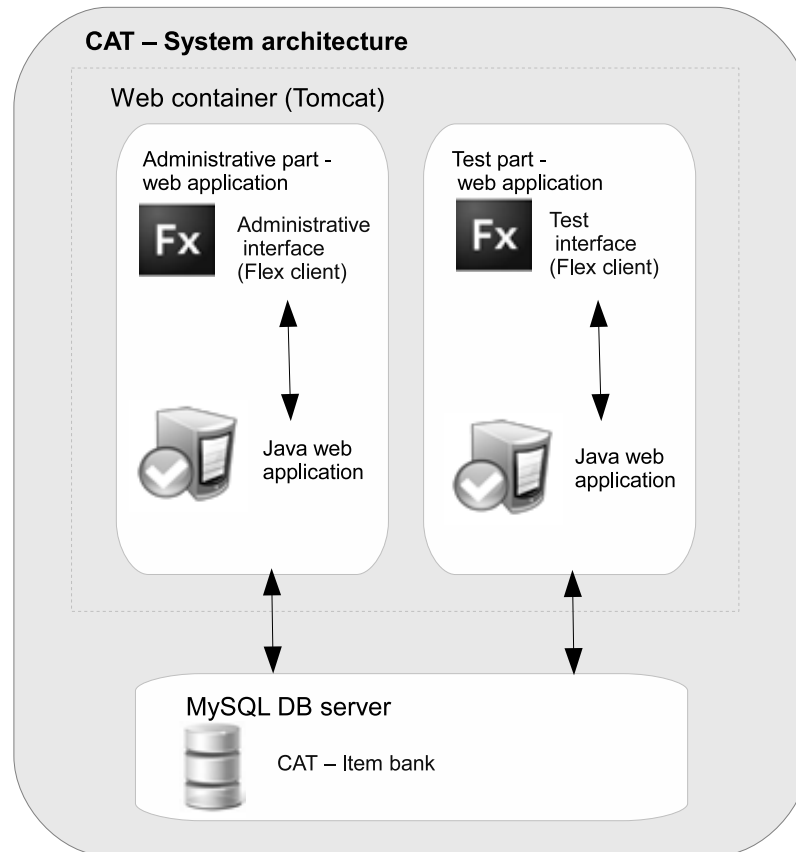 CAT – System architecture
Web container (Tomcat)
Administrative part -
web application
Fx
Administrative
interface
(Flex client)
Java web
application
Test part -
web application
Fx
Test
interface
(Flex client)
Java web
application
MySQL DB server
CAT – Item bank